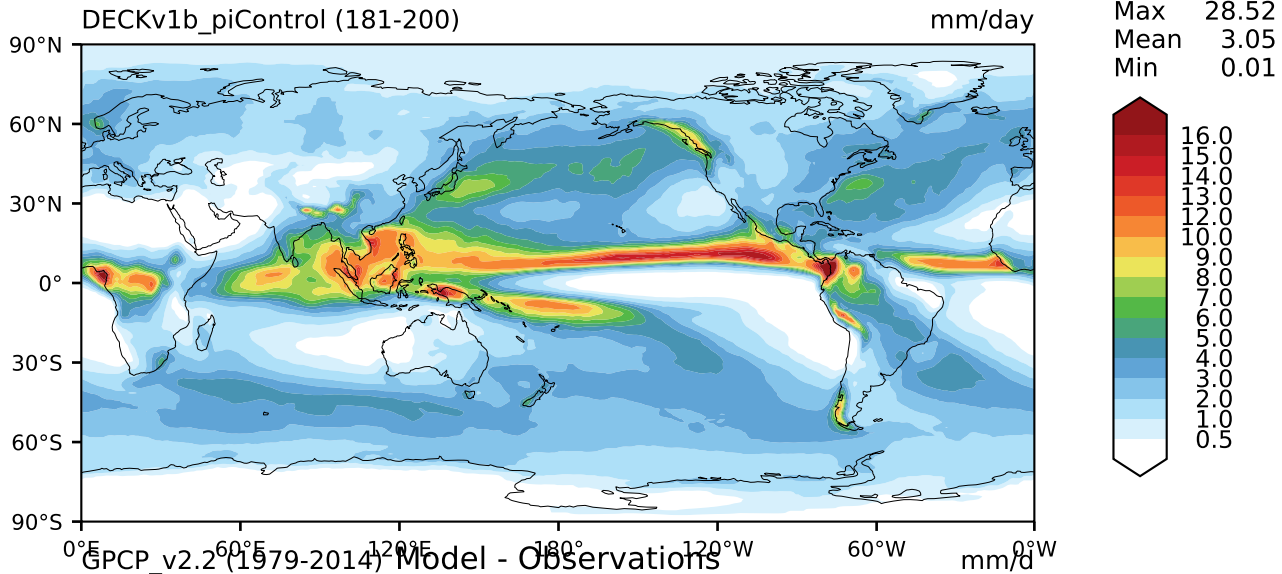 DECKv1b_piControl (181-200) mm/day
Max 28.52
Mean 3.05
Min 0.01
90°N
60°N
30°N
0°
30°S
60°S
90°S
16.0
15.0
14.0
13.0
12.0
10.0
9.0
8.0
7.0
6.0
5.0
4.0
3.0
2.0
1.0
0.5
0°E 60°E 120°E 180° 120°W 60°W 0°W
GPCP_v2.2 (1979-2014) Model - Observations mm/d